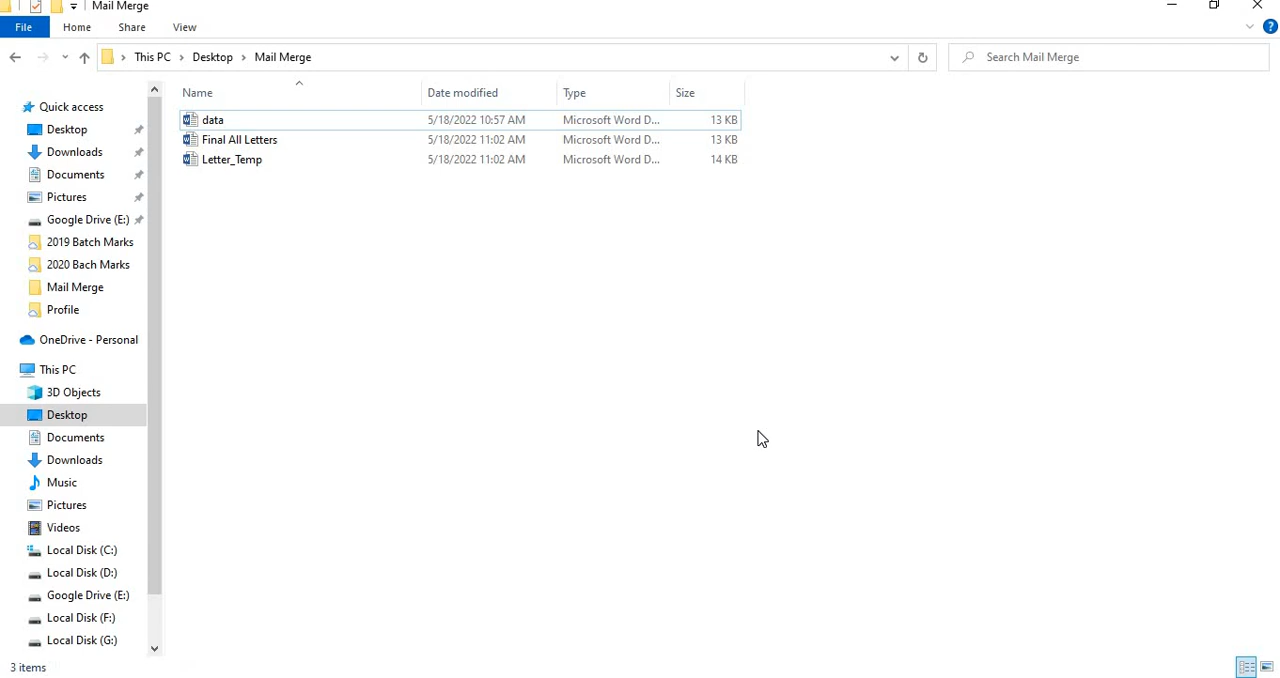 Mail Merge
File Home Share View
This PC Desktop Mail Merge
Search Mail Merge
Name Date modified Type Size
data 5/18/2022 10:57 AM Microsoft Word D... 13 KB
Final All Letters 5/18/2022 11:02 AM Microsoft Word D... 13 KB
Letter_Temp 5/18/2022 11:02 AM Microsoft Word D... 14 KB
Quick access
Desktop
Downloads
Documents
Pictures
Google Drive (E:)
2019 Batch Marks
2020 Bach Marks
Mail Merge
Profile
OneDrive - Personal
This PC
3D Objects
Desktop
Documents
Downloads
Music
Pictures
Videos
Local Disk (C:)
Local Disk (D:)
Google Drive (E:)
Local Disk (F:)
Local Disk (G:)
3 items